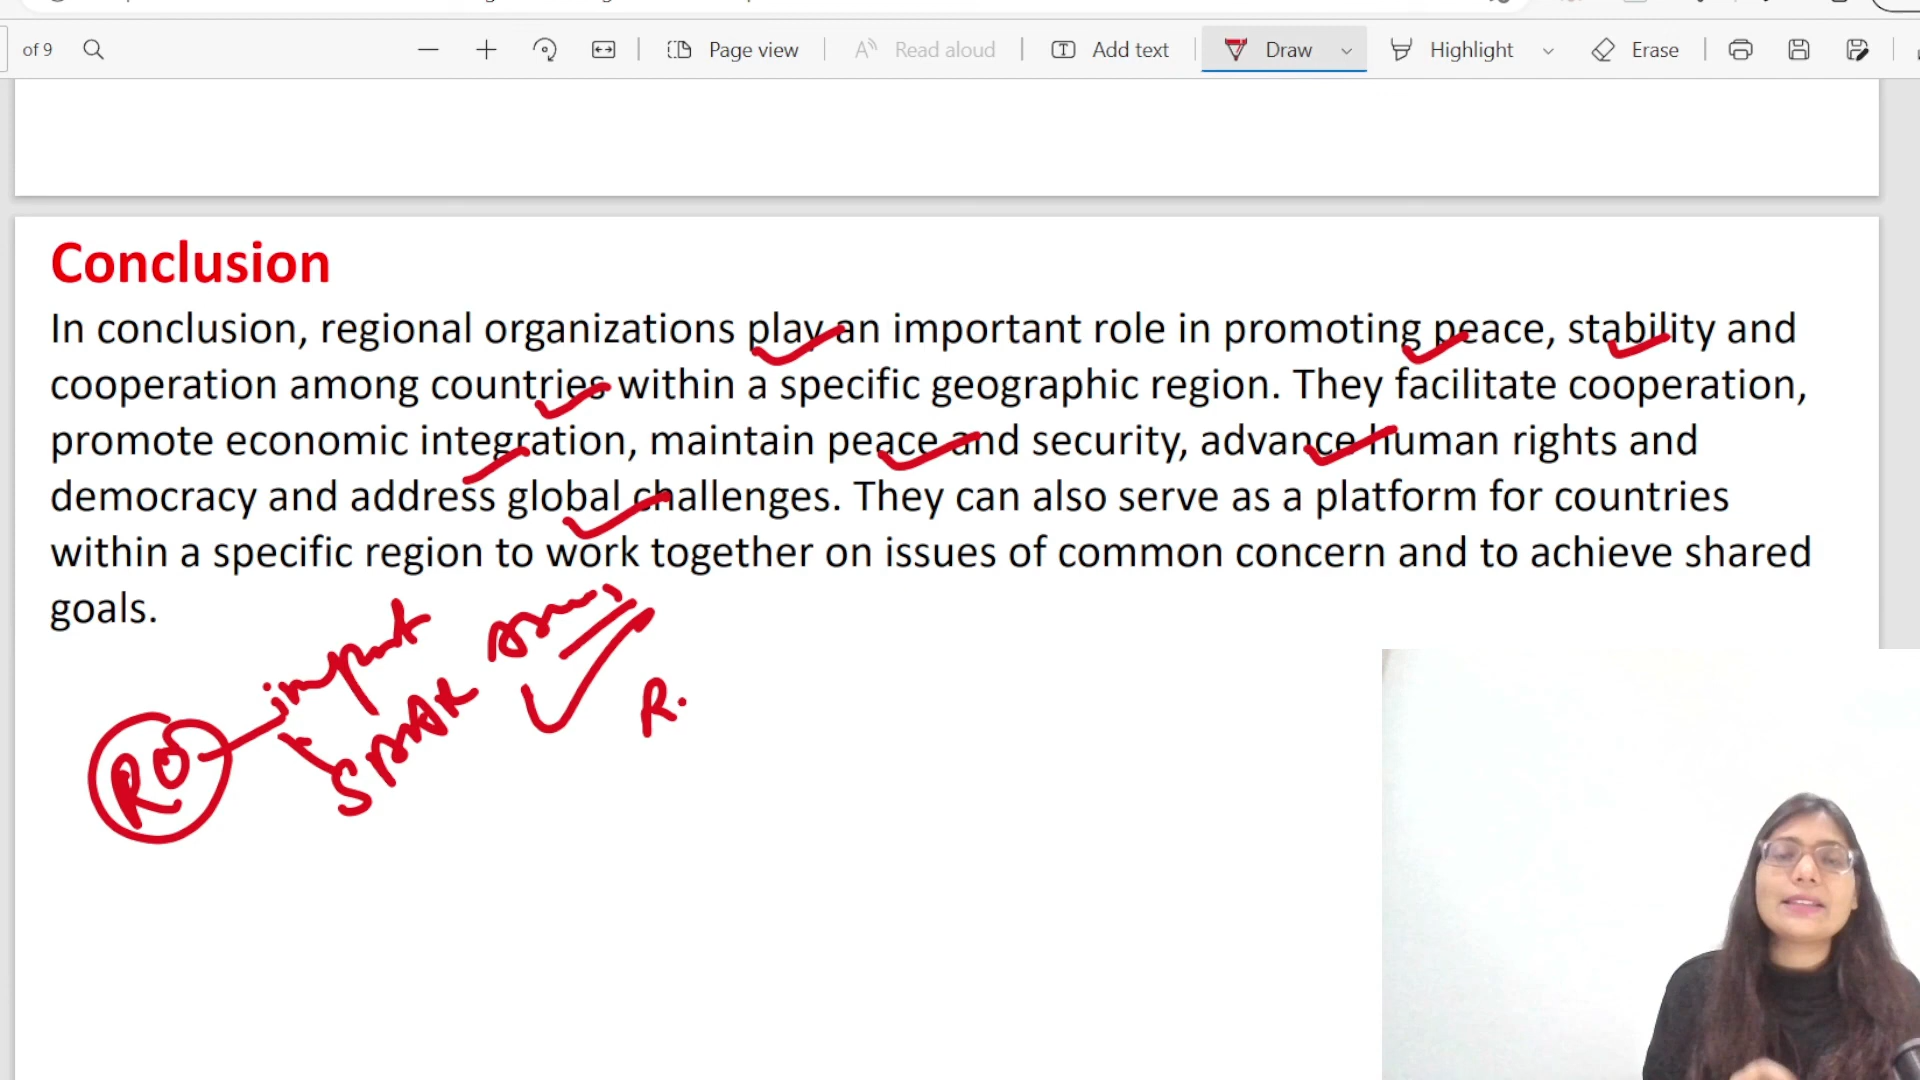 of 9 Page view Read aloud Add text Draw Highlight Erase
Conclusion
In conclusion, regional organizations play an important role in promoting peace, stability and
cooperation among countries within a specific geographic region. They facilitate cooperation,
promote economic integration, maintain peace and security, advance human rights and
democracy and address global challenges. They can also serve as a platform for countries
within a specific region to work together on issues of common concern and to achieve shared
goals.
RO
R.